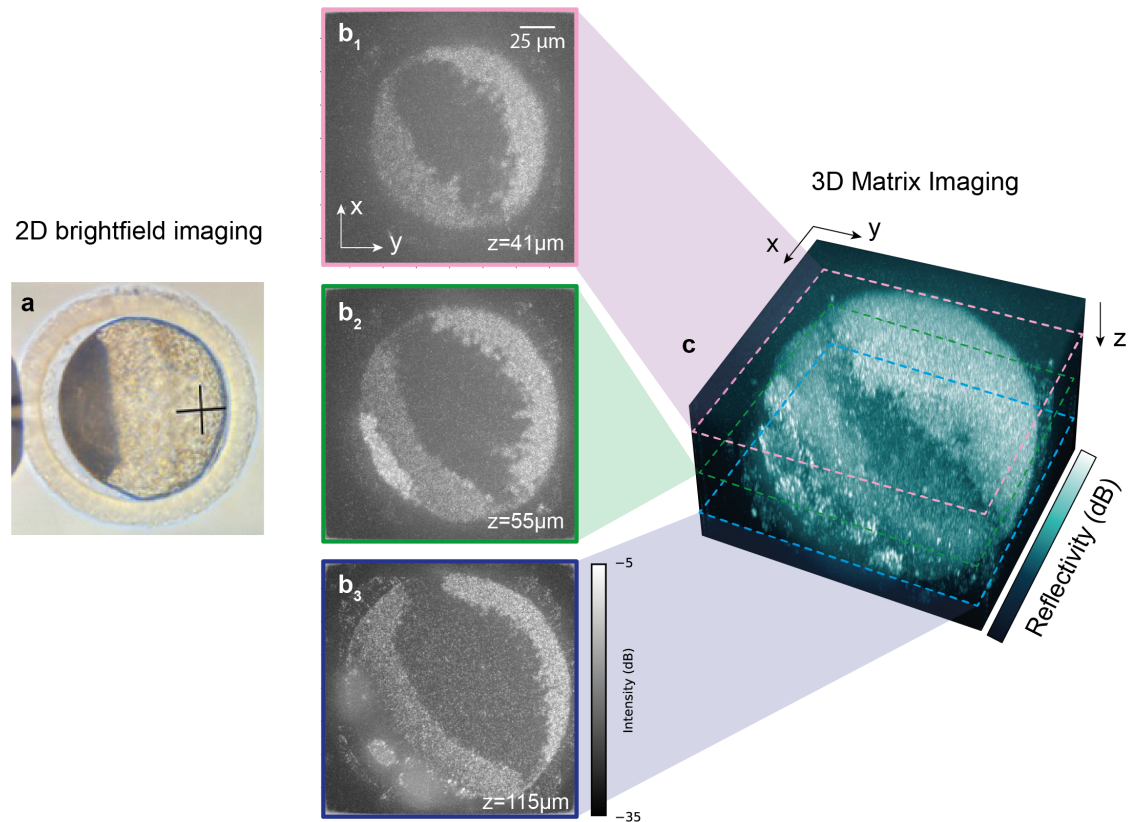 2D brightfield imaging
a
b1
25 μm
x
y
z=41μm
b2
z=55μm
b3
z=115μm
−5
Intensity (dB)
−35
3D Matrix Imaging
x
y
z
c
Reflectivity (dB)